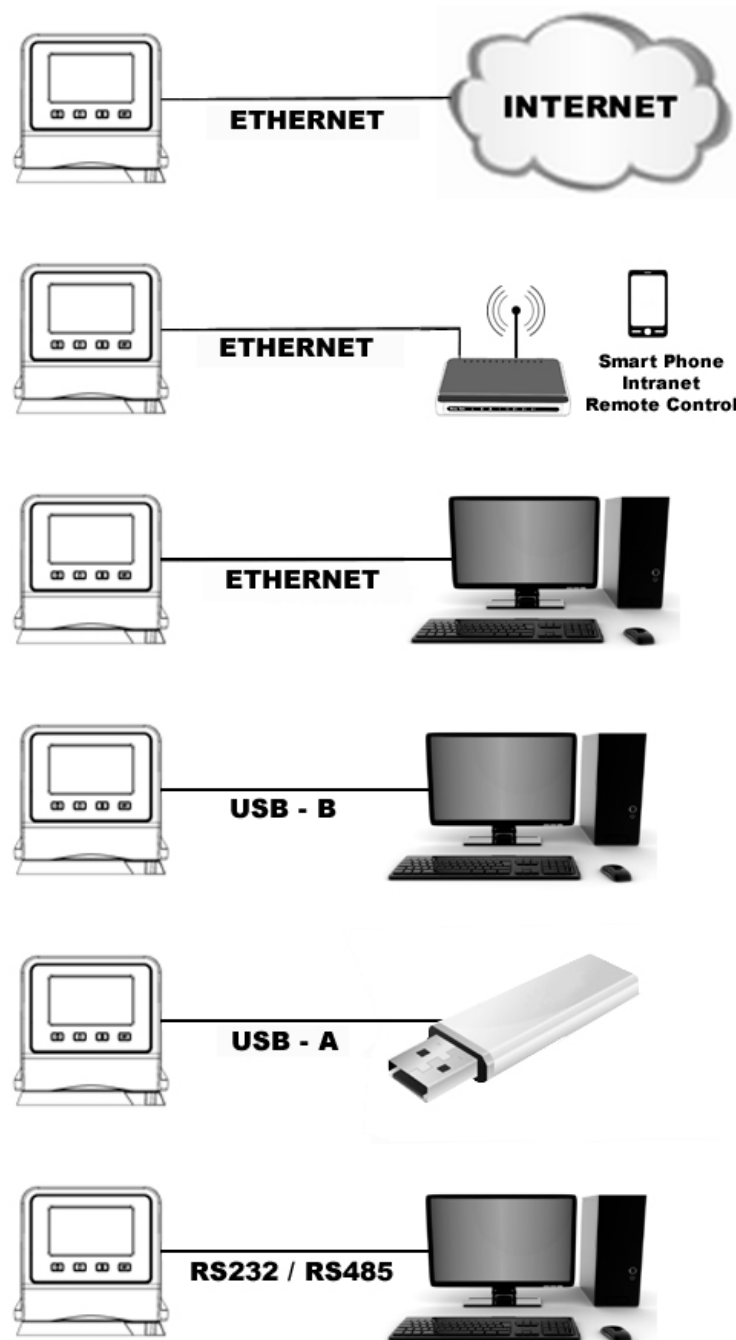 ETHERNET
INTERNET
ETHERNET
Smart Phone
Intranet
Remote Control
ETHERNET
USB - B
USB - A
RS232 / RS485